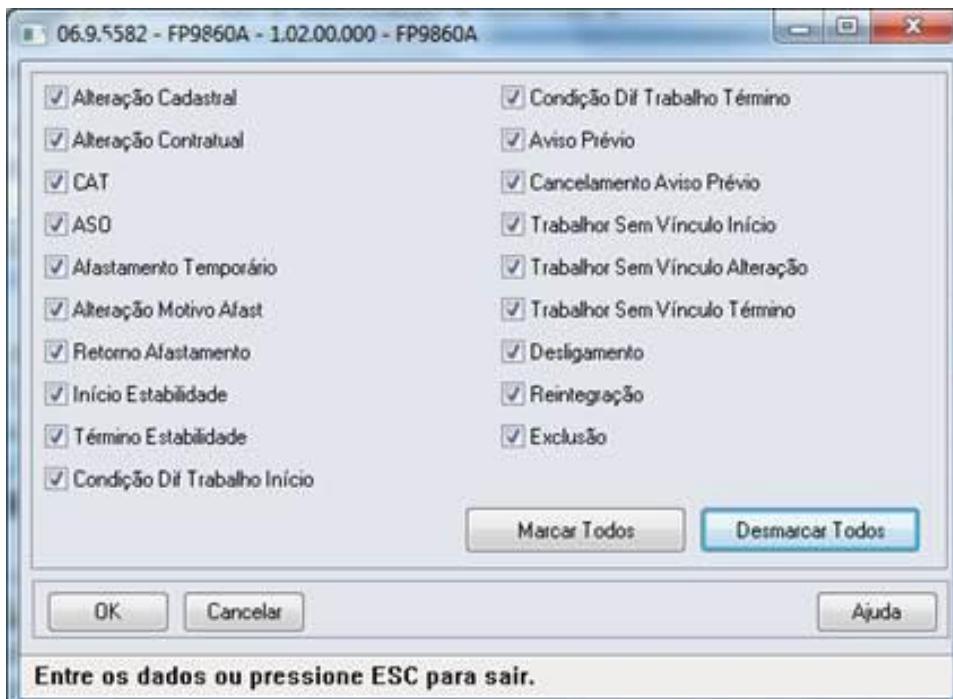 06.9.5582 - FP9860A - 1.02.00.000 - FP9860A
Alteração Cadastral
Alteração Contratual
CAT
ASO
Afastamento Temporário
Alteração Motivo Afast
Retorno Afastamento
Início Estabilidade
Término Estabilidade
Condição Dif Trabalho Início
Condição Dif Trabalho Término
Aviso Prévio
Cancelamento Aviso Prévio
Trabalhor Sem Vínculo Início
Trabalhor Sem Vínculo Alteração
Trabalhor Sem Vínculo Término
Desligamento
Reintegração
Exclusão
Marcar Todos
Desmarcar Todos
OK
Cancelar
Ajuda
Entre os dados ou pressione ESC para sair.